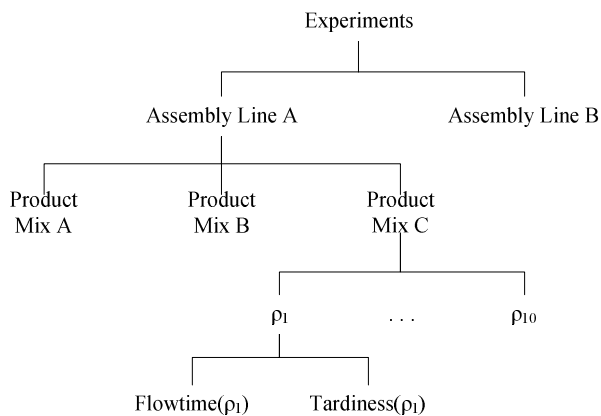 Experiments
Assembly Line A
Assembly Line B
Product
Mix A
Product
Mix B
Product
Mix C
ρ₁
. . .
ρ₁₀
Flowtime(ρ₁)
Tardiness(ρ₁)